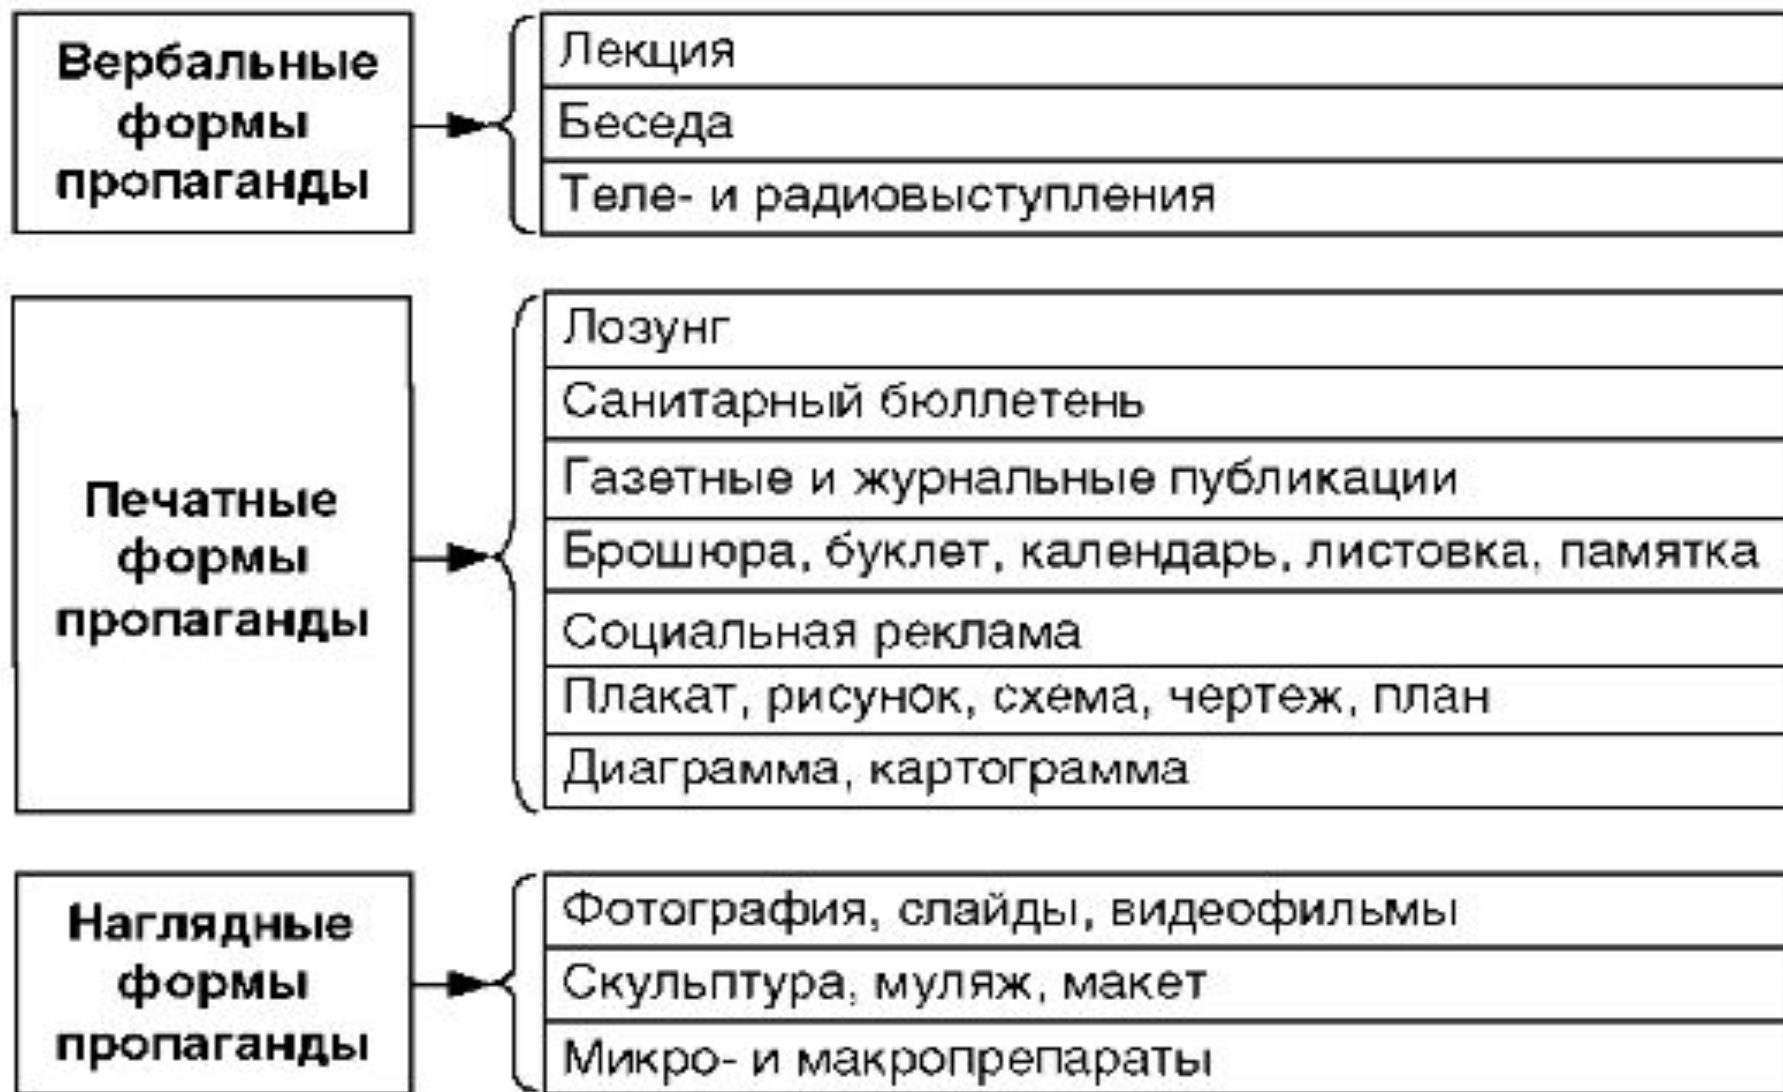 Вербальные
формы
пропаганды
Лекция
Беседа
Теле- и радиовыступления
Печатные
формы
пропаганды
Лозунг
Санитарный бюллетень
Газетные и журнальные публикации
Брошюра, буклет, календарь, листовка, памятка
Социальная реклама
Плакат, рисунок, схема, чертеж, план
Диаграмма, картограмма
Наглядные
формы
пропаганды
Фотография, слайды, видеофильмы
Скульптура, муляж, макет
Микро- и макропрепараты